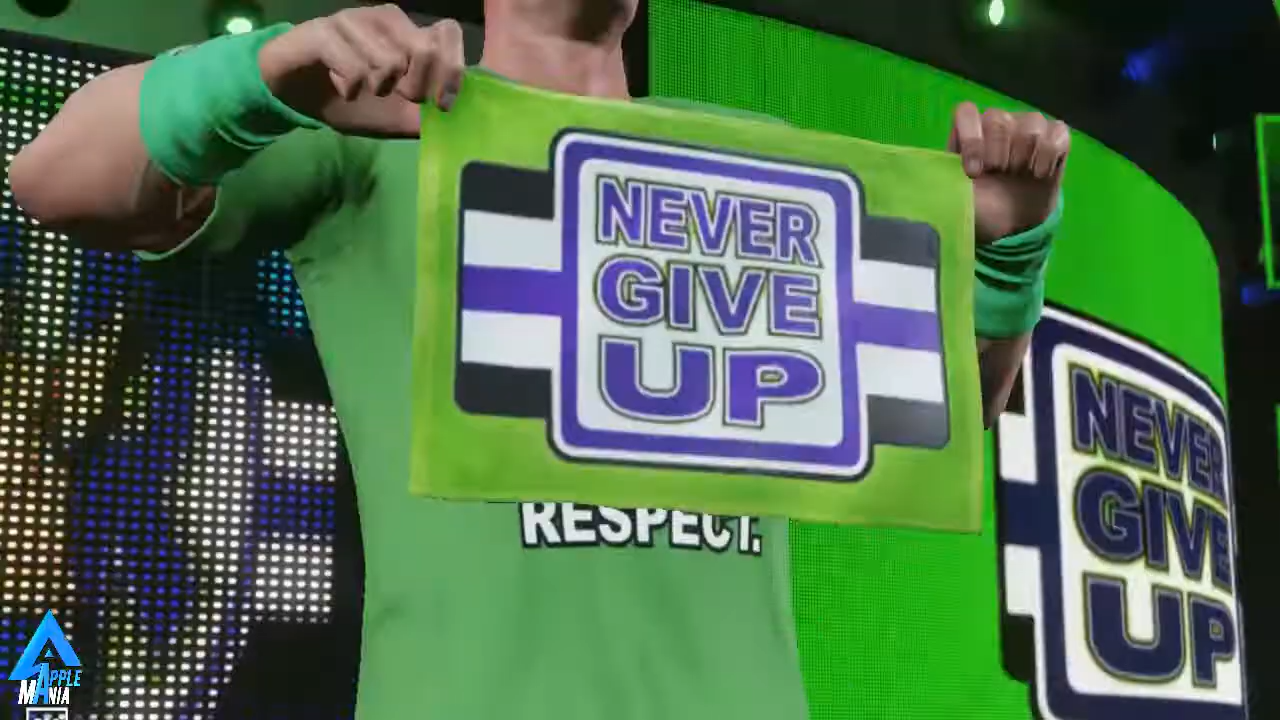 NEVER
GIVE
UP
RESPECT.
NEVER
GIVE
UP
APPLE
MANIA